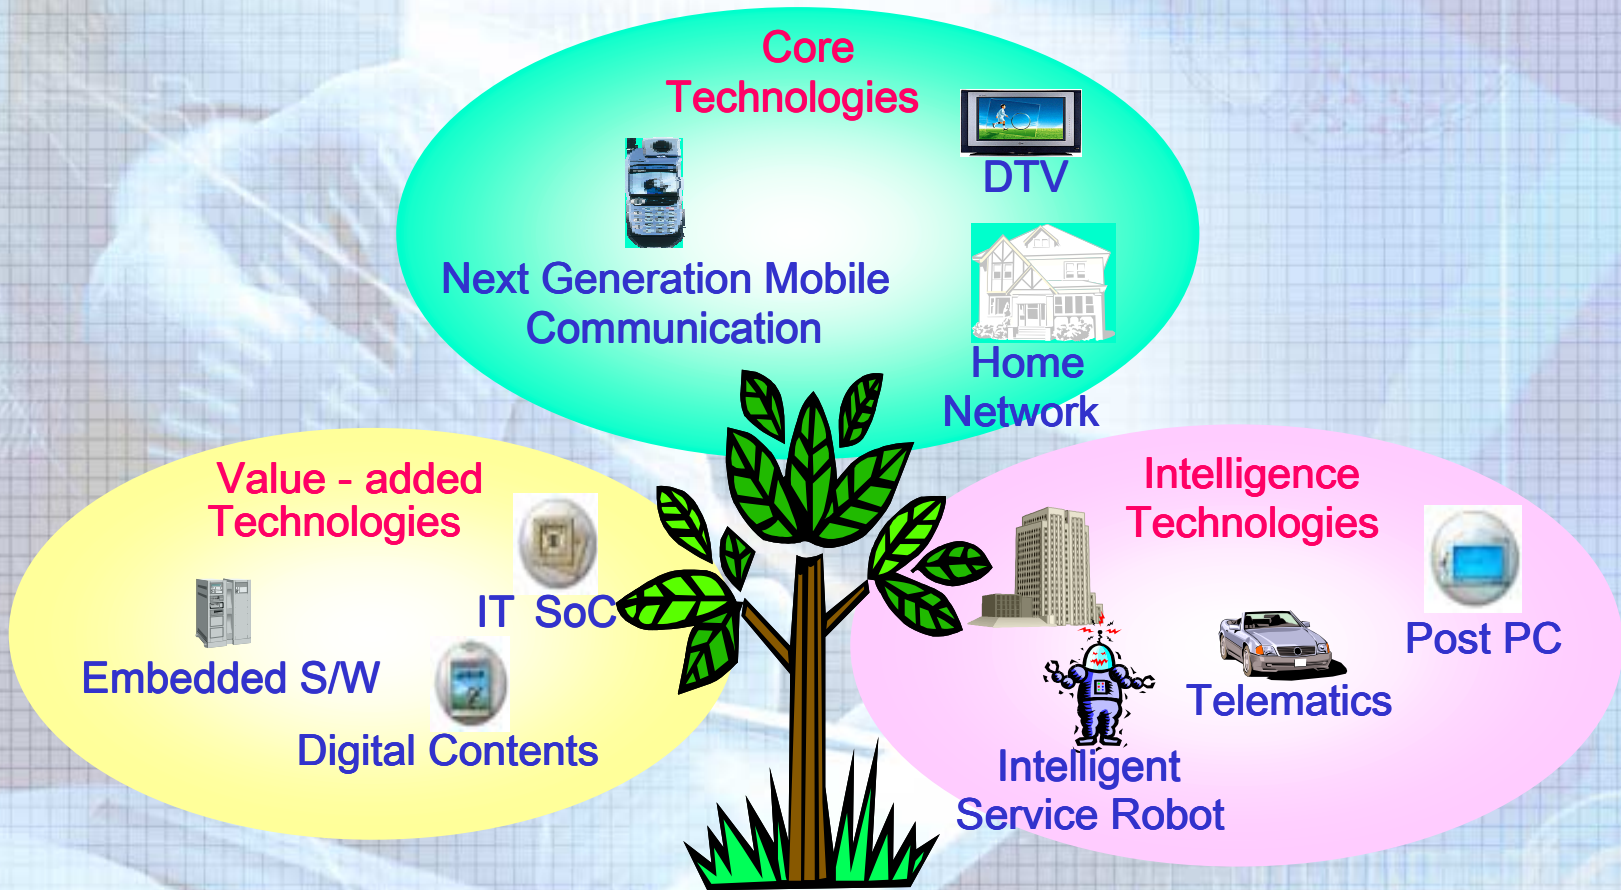 Core
Technologies
DTV
Next Generation Mobile
Communication
Home
Network
Value - added
Technologies
IT SoC
Embedded S/W
Digital Contents
Intelligence
Technologies
Post PC
Telematics
Intelligent
Service Robot